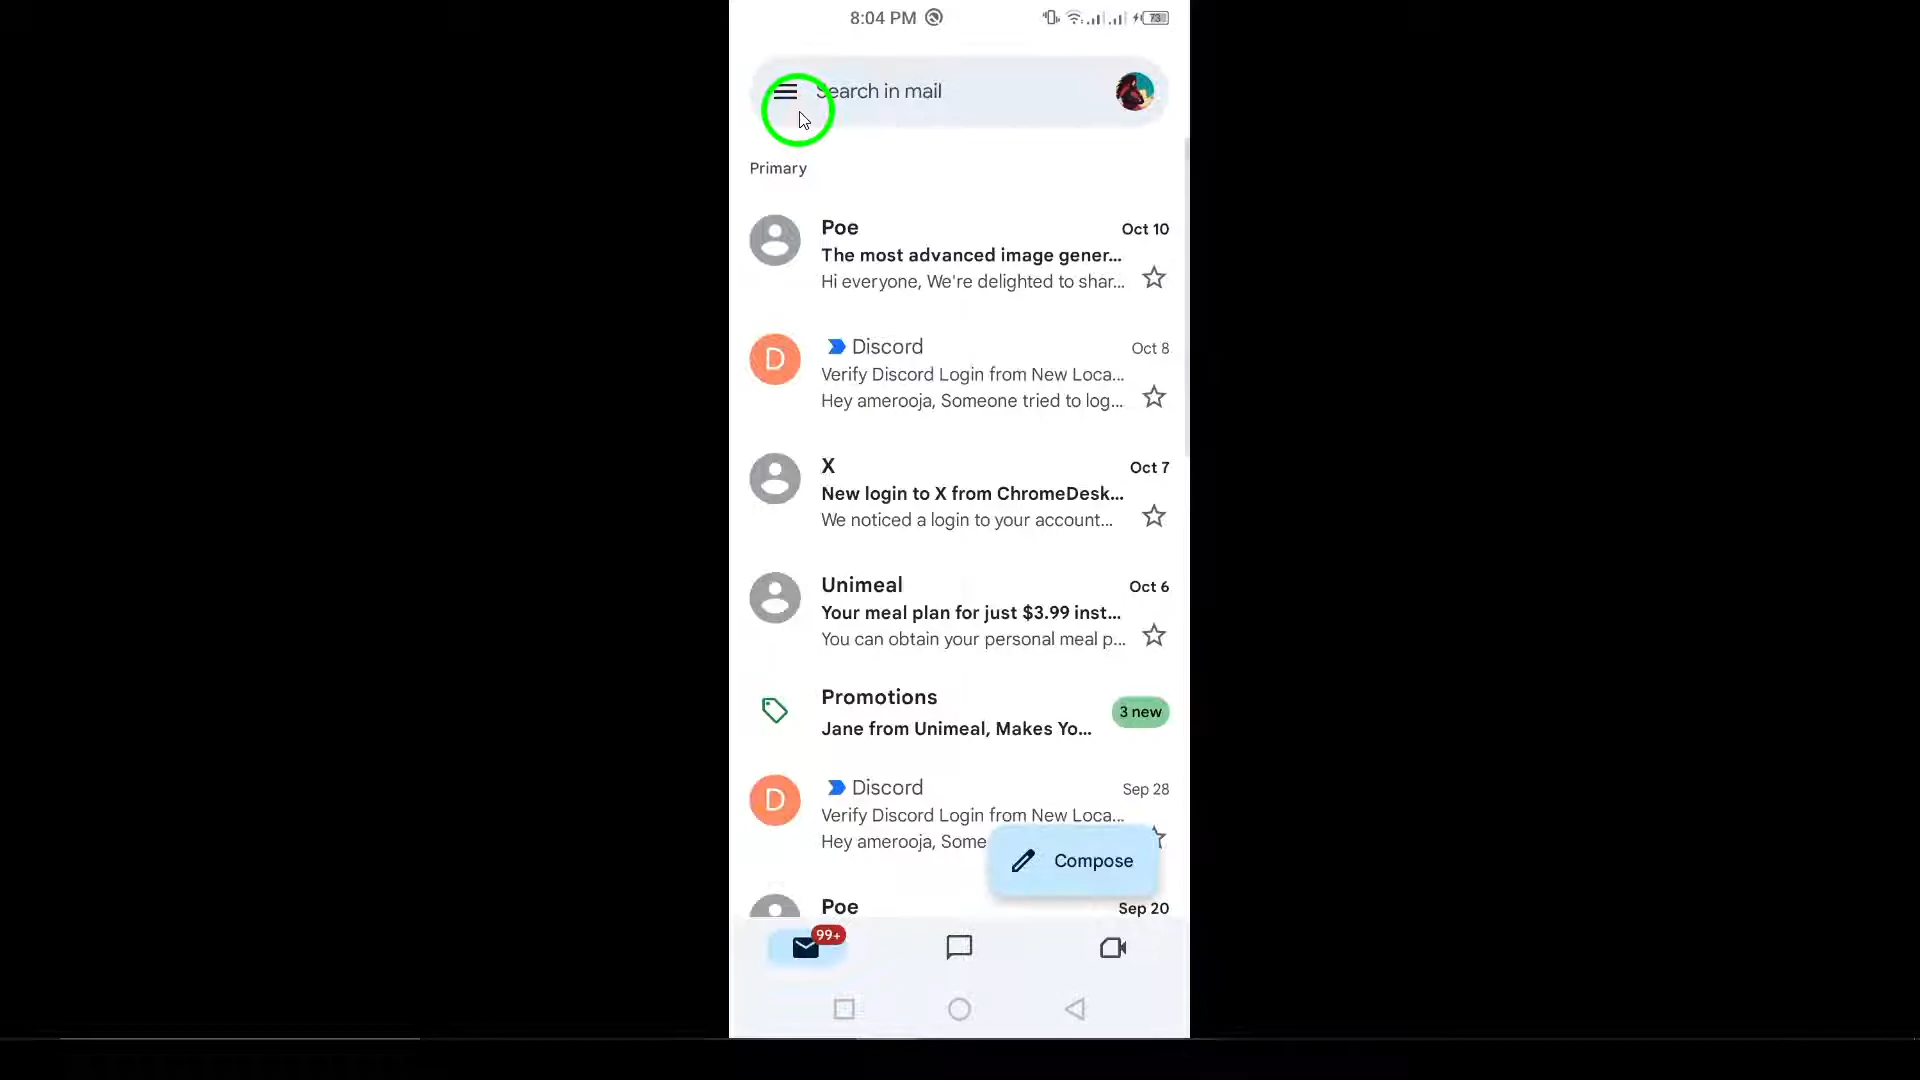 8:04 PM
73
Search in mail
Primary
Poe
Oct 10
The most advanced image gener...
Hi everyone, We're delighted to shar...
D
Discord
Oct 8
Verify Discord Login from New Loca...
Hey amerooja, Someone tried to log...
X
Oct 7
New login to X from ChromeDesk...
We noticed a login to your account...
Unimeal
Oct 6
Your meal plan for just $3.99 inst...
You can obtain your personal meal p...
Promotions
3 new
Jane from Unimeal, Makes Yo...
D
Discord
Sep 28
Verify Discord Login from New Loca...
Hey amerooja, Some
Compose
Poe
Sep 20
99+